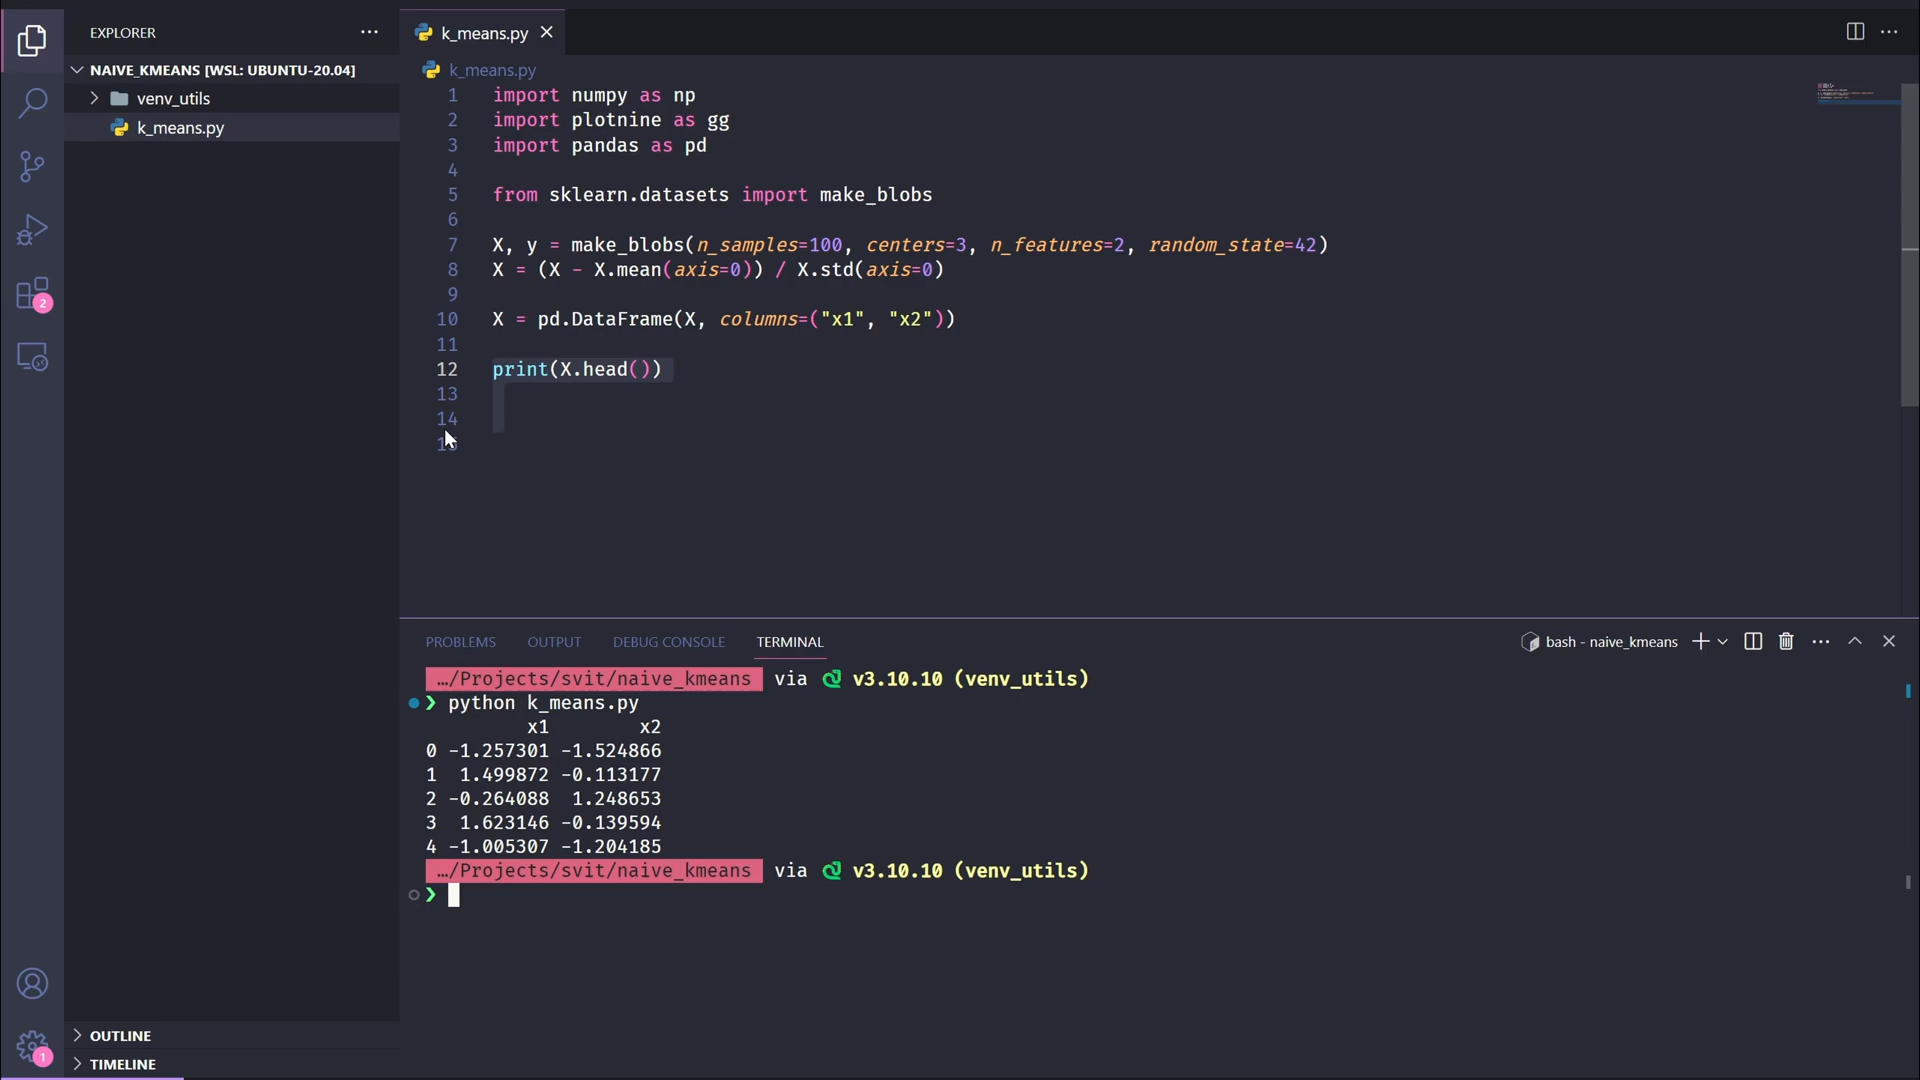 EXPLORER
NAIVE_KMEANS [WSL: UBUNTU-20.04]
venv_utils
k_means.py
2
1
OUTLINE
TIMELINE
k_means.py
k_means.py
1 import numpy as np
2 import plotnine as gg
3 import pandas as pd
4
5 from sklearn.datasets import make_blobs
6
7 X, y = make_blobs(n_samples=100, centers=3, n_features=2, random_state=42)
8 X = (X - X.mean(axis=0)) / X.std(axis=0)
9
10 X = pd.DataFrame(X, columns=("x1", "x2"))
11
12 print(X.head())
13
14
15
PROBLEMS OUTPUT DEBUG CONSOLE TERMINAL bash - naive_kmeans
…/Projects/svit/naive_kmeans via v3.10.10 (venv_utils)
❯ python k_means.py
x1 x2
0 -1.257301 -1.524866
1 1.499872 -0.113177
2 -0.264088 1.248653
3 1.623146 -0.139594
4 -1.005307 -1.204185
…/Projects/svit/naive_kmeans via v3.10.10 (venv_utils)
❯